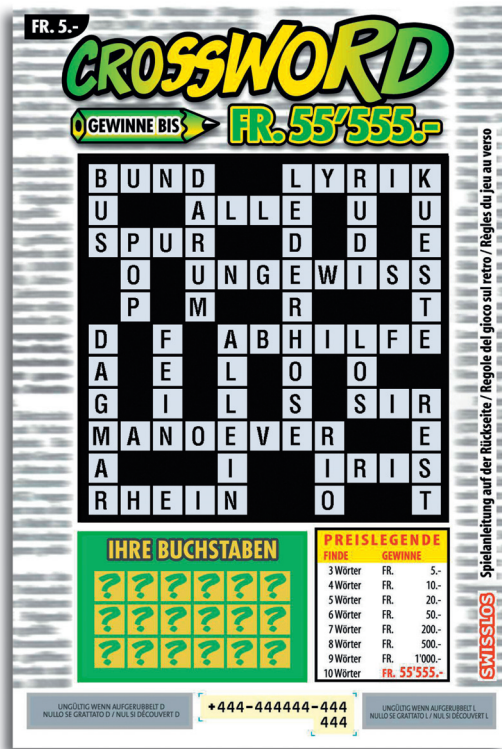 FR. 5.-
CROSSWORD
GEWINNE BIS FR. 55'555.-
B U N D L Y R I K
U A L L E U U
S P U R D D E
O U N G E W I S S
P M R T
D F A B H I L F E
A E L O
G I L S S I R
M A N O E V E R E
A I I R I S
R H E I N O T
IHRE BUCHSTABEN
? ? ? ? ? ?
? ? ? ? ? ?
? ? ? ? ? ?
PREISLEGENDE
FINDE GEWINNE
3 Wörter FR. 5.-
4 Wörter FR. 10.-
5 Wörter FR. 20.-
6 Wörter FR. 50.-
7 Wörter FR. 200.-
8 Wörter FR. 500.-
9 Wörter FR. 1'000.-
10 Wörter FR. 55'555.-
SWISSLOS Spielanleitung auf der Rückseite / Regole del gioco sul retro / Règles du jeu au verso
UNGÜLTIG WENN AUFGERUBBELT D
NULLO SE GRATTATO D / NUL SI DÉCOUVERT D
+444-444444-444
444
UNGÜLTIG WENN AUFGERUBBELT L
NULLO SE GRATTATO L / NUL SI DÉCOUVERT L